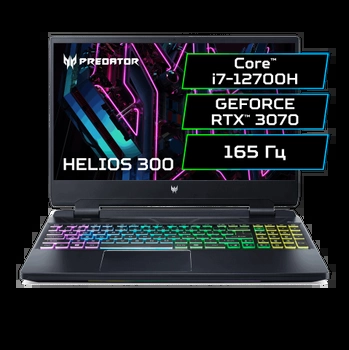 PREDATOR
Core™
i7-12700H
GEFORCE
RTX™ 3070
HELIOS 300
165 Гц